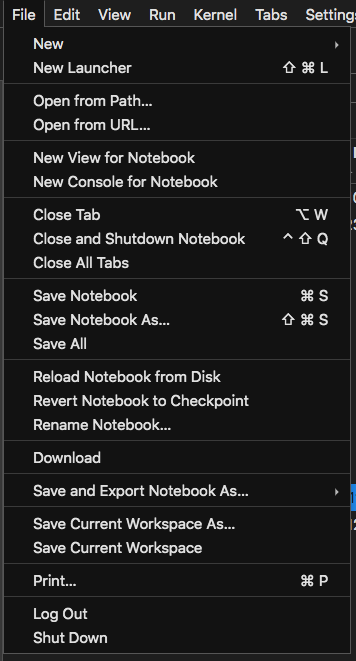 File Edit View Run Kernel Tabs Settings
New
New Launcher ⇧ ⌘ L
Open from Path...
Open from URL...
New View for Notebook
New Console for Notebook
Close Tab ⌥ W
Close and Shutdown Notebook ^ ⇧ Q
Close All Tabs
Save Notebook ⌘ S
Save Notebook As... ⇧ ⌘ S
Save All
Reload Notebook from Disk
Revert Notebook to Checkpoint
Rename Notebook...
Download
Save and Export Notebook As...
Save Current Workspace As...
Save Current Workspace
Print... ⌘ P
Log Out
Shut Down